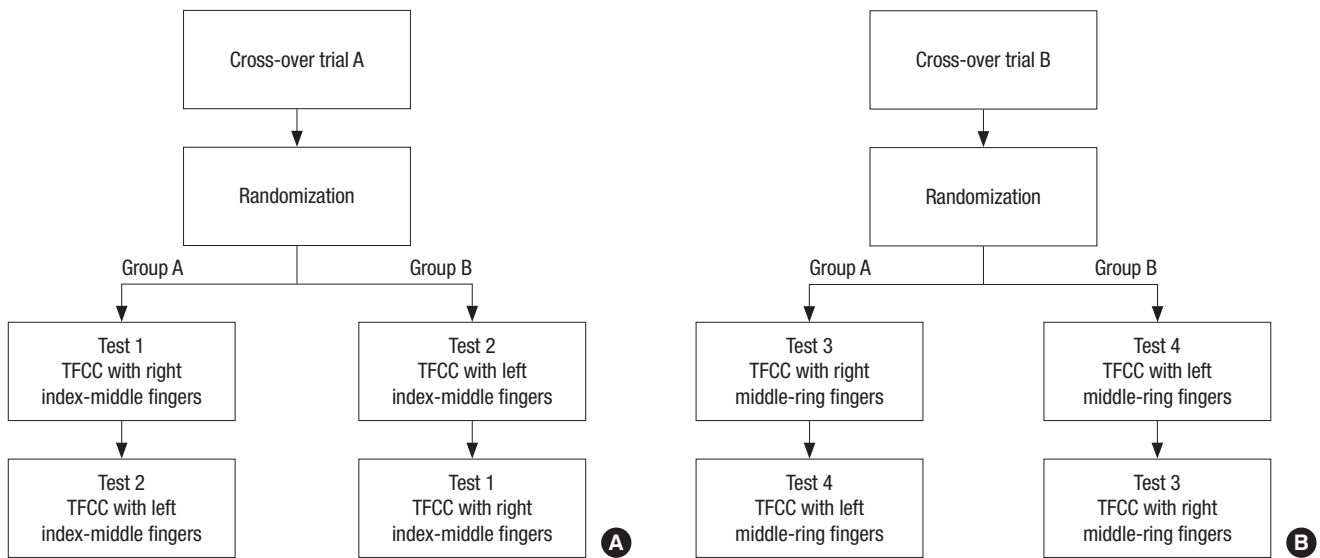 Cross-over trial A
Randomization
Group A
Group B
Test 1
TFCC with right
index-middle fingers
Test 2
TFCC with left
index-middle fingers
Test 2
TFCC with left
index-middle fingers
Test 1
TFCC with right
index-middle fingers
A
Cross-over trial B
Randomization
Group A
Group B
Test 3
TFCC with right
middle-ring fingers
Test 4
TFCC with left
middle-ring fingers
Test 4
TFCC with left
middle-ring fingers
Test 3
TFCC with right
middle-ring fingers
B